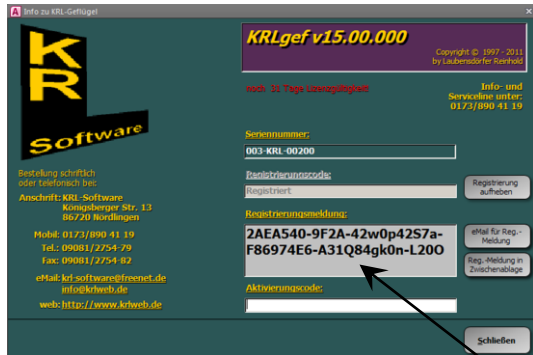 A Info zu KRL-Geflügel
KR
Software
KRLgef v15.00.000
Copyright © 1997 - 2011
by Laubensdörfer Reinhold
noch 11 Tage Lizenzgültigkeit
Info- und
Serviceline unter:
0173/890 41 19
Seriennummer:
003-KRL-00200
Registrierungscode:
Registriert
Registrierung
aufheben
Registrierungsmeldung:
2AEA540-9F2A-42w0p42S7a-
F86974E6-A31Q84gk0n-L20O
eMail für Reg.-
Meldung
Reg.-Meldung in
Zwischenablage
Aktivierungscode:
Bestellung schriftlich
oder telefonisch bei:
Anschrift: KRL-Software
Königsberger Str. 13
86720 Nördlingen
Mobil: 0173/890 41 19
Tel.: 09081/2754-79
Fax: 09081/2754-82
eMail: krl-software@freenet.de
info@krlweb.de
web: http://www.krlweb.de
Schließen